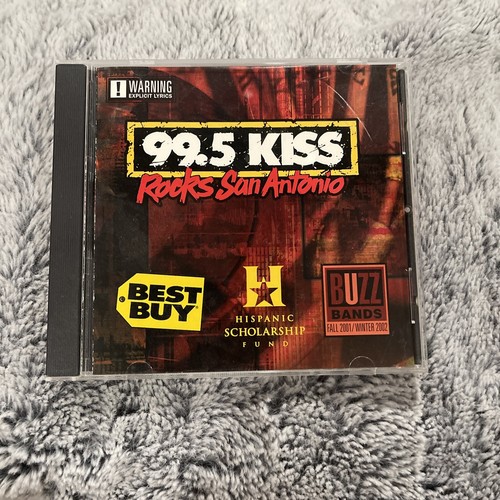 ! WARNING
EXPLICIT LYRICS
99.5 KISS
Rocks San Antonio
BEST
BUY
H
HISPANIC
SCHOLARSHIP
FUND
BUZZ
BANDS
FALL 2001/WINTER 2002